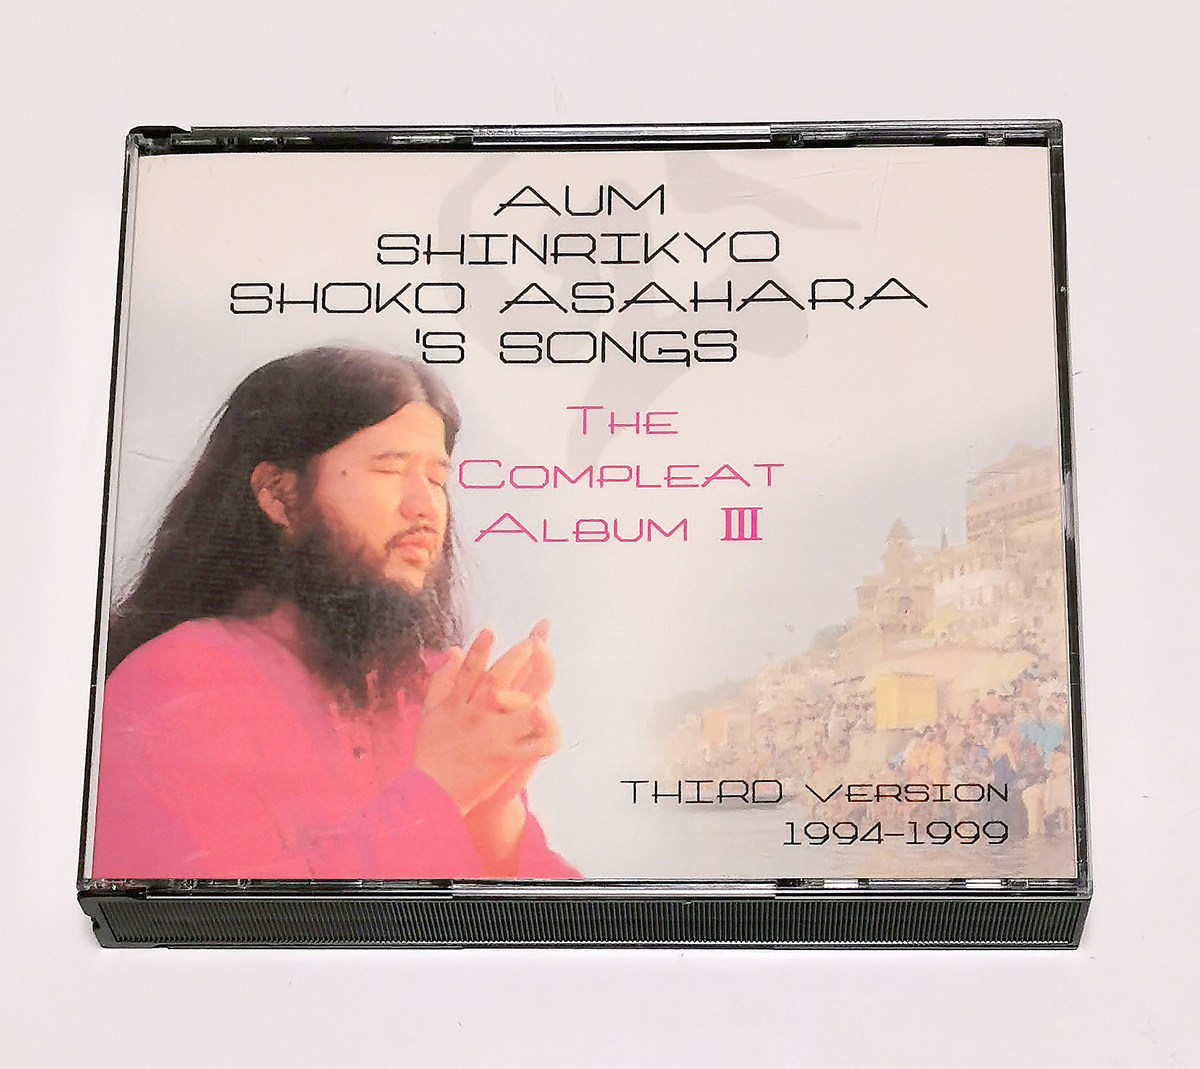 AUM
SHINRIKYO
SHOKO ASAHARA
'S SONGS
THE
COMPLEAT
ALBUM III
THIRD VERSION
1994-1999